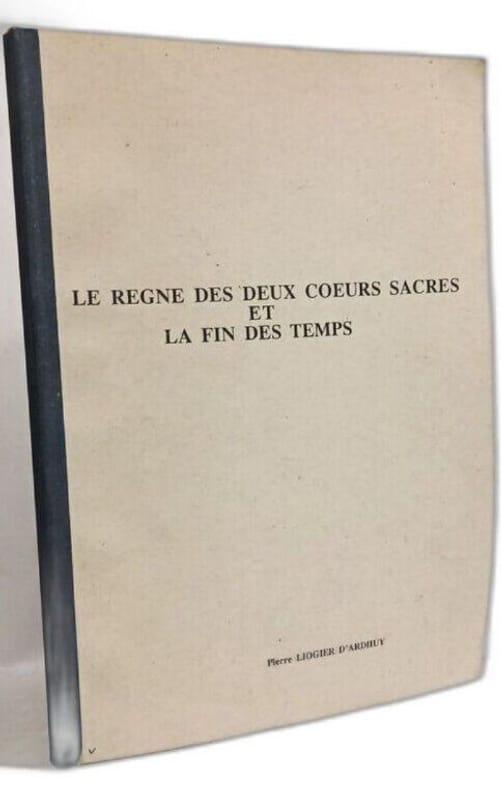 LE REGNE DES DEUX COEURS SACRES
ET
LA FIN DES TEMPS
Pierre LIOGIER D'ARDHUY